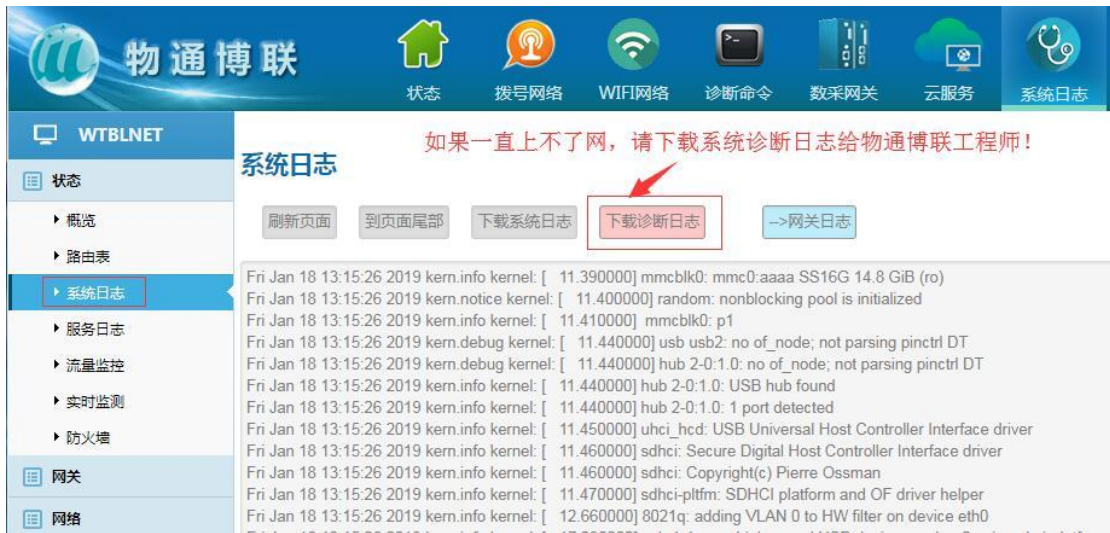 物通博联
状态
拨号网络
WIFI网络
诊断命令
数采网关
云服务
系统日志
WTBLNET
状态
概览
路由表
系统日志
服务日志
流量监控
实时监测
防火墙
网关
网络
如果一直上不了网，请下载系统诊断日志给物通博联工程师！
系统日志
刷新页面 到页面尾部 下载系统日志 下载诊断日志 -->网关日志
Fri Jan 18 13:15:26 2019 kern.info kernel: [ 11.390000] mmcblk0: mmc0:aaaa SS16G 14.8 GiB (ro)
Fri Jan 18 13:15:26 2019 kern.notice kernel: [ 11.400000] random: nonblocking pool is initialized
Fri Jan 18 13:15:26 2019 kern.info kernel: [ 11.410000] mmcblk0: p1
Fri Jan 18 13:15:26 2019 kern.debug kernel: [ 11.440000] usb usb2: no of_node; not parsing pinctrl DT
Fri Jan 18 13:15:26 2019 kern.debug kernel: [ 11.440000] hub 2-0:1.0: no of_node; not parsing pinctrl DT
Fri Jan 18 13:15:26 2019 kern.info kernel: [ 11.440000] hub 2-0:1.0: USB hub found
Fri Jan 18 13:15:26 2019 kern.info kernel: [ 11.440000] hub 2-0:1.0: 1 port detected
Fri Jan 18 13:15:26 2019 kern.info kernel: [ 11.450000] uhci_hcd: USB Universal Host Controller Interface driver
Fri Jan 18 13:15:26 2019 kern.info kernel: [ 11.460000] sdhci: Secure Digital Host Controller Interface driver
Fri Jan 18 13:15:26 2019 kern.info kernel: [ 11.460000] sdhci: Copyright(c) Pierre Ossman
Fri Jan 18 13:15:26 2019 kern.info kernel: [ 11.470000] sdhci-pltfm: SDHCI platform and OF driver helper
Fri Jan 18 13:15:26 2019 kern.info kernel: [ 12.660000] 8021q: adding VLAN 0 to HW filter on device eth0